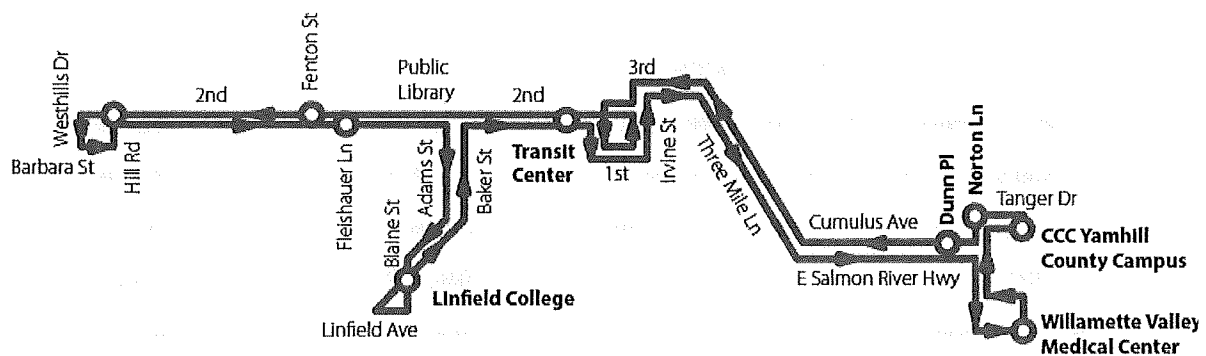 Westhills Dr
2nd
Fenton St
Public
Library
2nd
3rd
Barbara St
Hill Rd
Fleishauer Ln
Adams St
Baker St
Transit
Center
1st
Irvine St
Three Mile Ln
Dunn Pl
Norton Ln
Tanger Dr
Blaine St
Cumulus Ave
CCC Yamhill
County Campus
E Salmon River Hwy
Linfield College
Linfield Ave
Willamette Valley
Medical Center